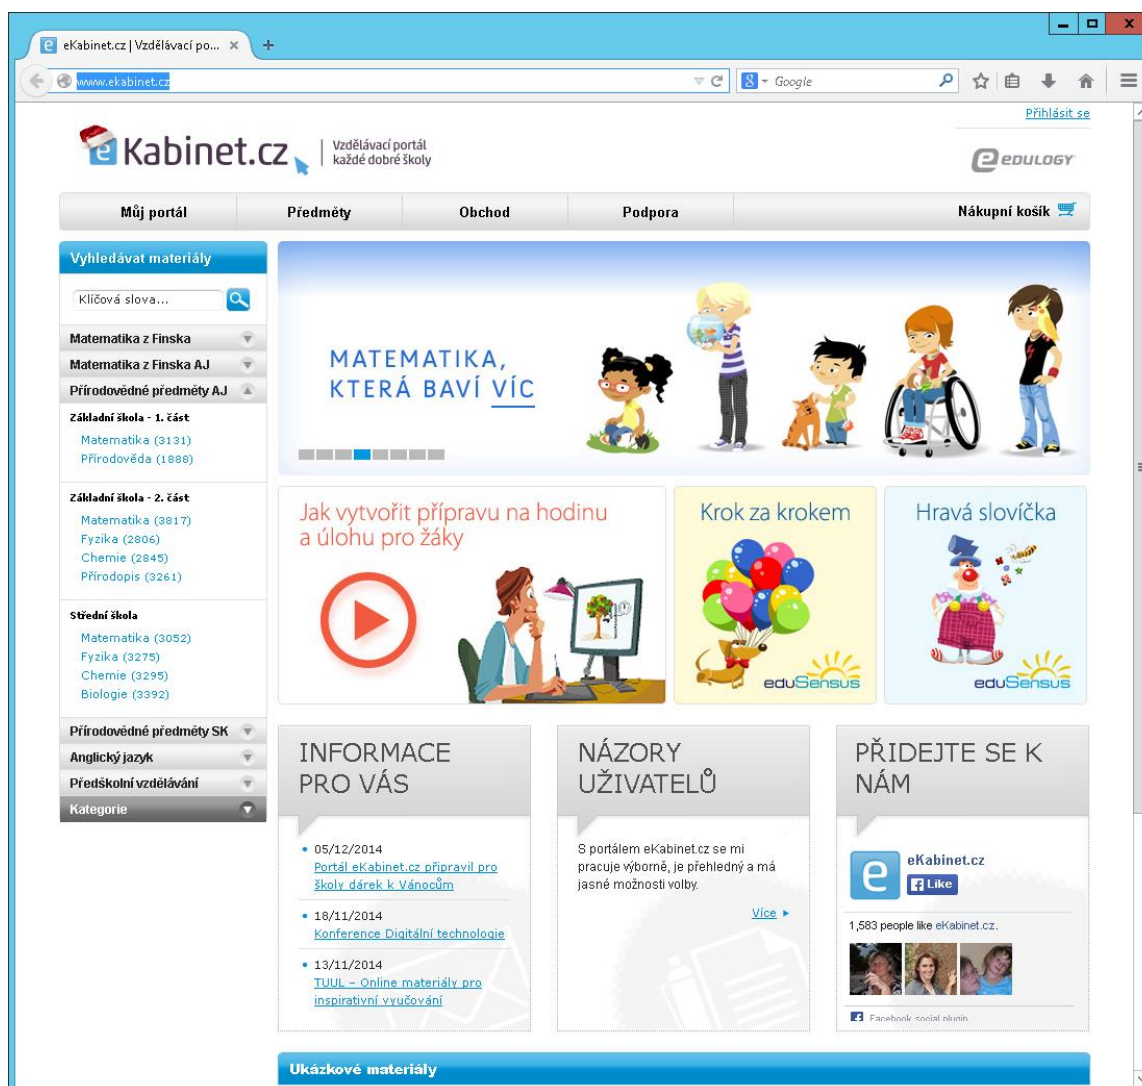 eKabinet.cz | Vzdělávací po...
www.ekabinet.cz
Google
Přihlásit se
eKabinet.cz
Vzdělávací portál
každé dobré školy
EDULOGY
Můj portál
Předměty
Obchod
Podpora
Nákupní košík
Vyhledávat materiály
Klíčová slova...
Matematika z Finska
Matematika z Finska AJ
Přírodovědné předměty AJ
Základní škola - 1. část
Matematika (3131)
Přírodověda (1888)
Základní škola - 2. část
Matematika (3817)
Fyzika (2806)
Chemie (2845)
Přírodopis (3261)
Střední škola
Matematika (3052)
Fyzika (3275)
Chemie (3295)
Biologie (3392)
Přírodovědné předměty SK
Anglický jazyk
Předškolní vzdělávání
Kategorie
MATEMATIKA,
KTERÁ BAVÍ VÍC
Jak vytvořit přípravu na hodinu
a úlohu pro žáky
Krok za krokem
eduSensus
Hravá slovíčka
eduSensus
INFORMACE
PRO VÁS
05/12/2014
Portál eKabinet.cz připravil pro
školy dárek k Vánocům
18/11/2014
Konference Digitální technologie
13/11/2014
TUUL – Online materiály pro
inspirativní vyučování
NÁZORY
UŽIVATELŮ
S portálem eKabinet.cz se mi
pracuje výborně, je přehledný a má
jasné možnosti volby.
Více
PŘIDEJTE SE K
NÁM
eKabinet.cz
Like
1,583 people like eKabinet.cz.
Facebook social plugin
Ukázkové materiály